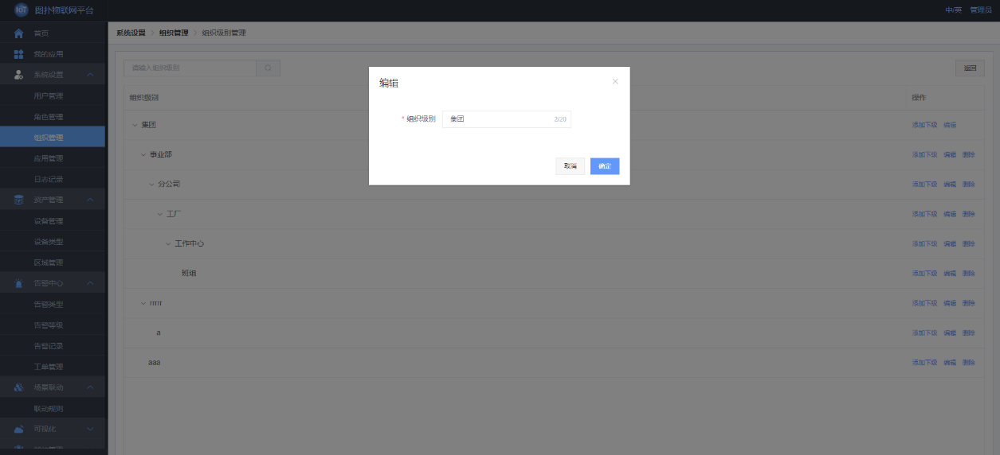 IOT 图扑物联网平台
中/英 管理员
首页
我的应用
系统设置
用户管理
角色管理
组织管理
应用管理
日志记录
资产管理
设备管理
设备类型
区域管理
告警中心
告警类型
告警等级
告警记录
工单管理
场景联动
联动规则
可视化
系统设置 > 组织管理 > 组织级别管理
请输入组织级别
返回
组织级别 操作
集团 添加下级 编辑
事业部 添加下级 编辑 删除
分公司 添加下级 编辑 删除
工厂 添加下级 编辑 删除
工作中心 添加下级 编辑 删除
班组 添加下级 编辑 删除
rrrrr 添加下级 编辑 删除
a 添加下级 编辑 删除
aaa 添加下级 编辑 删除
编辑
* 组织级别 集团 2/20
取消 确定